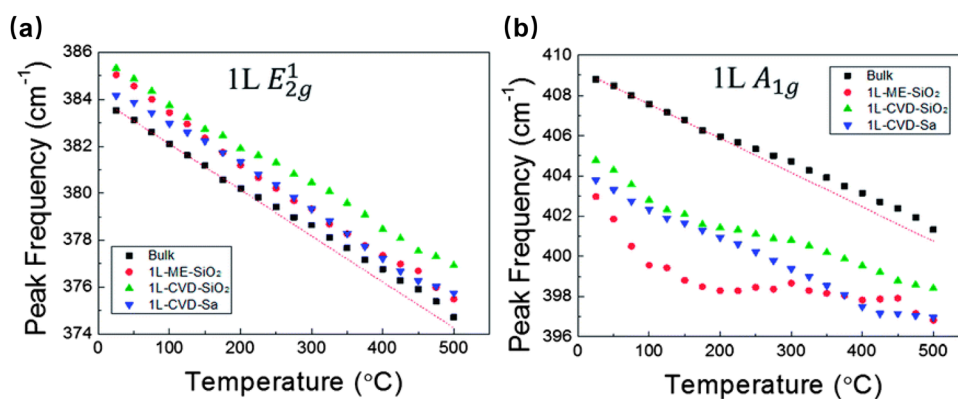 (a)
386
384
382
380
378
376
374
Peak Frequency (cm⁻¹)
1L E¹₂g
Bulk
1L-ME-SiO₂
1L-CVD-SiO₂
1L-CVD-Sa
0 100 200 300 400 500
Temperature (°C)
(b)
410
408
406
404
402
400
398
396
Peak Frequency (cm⁻¹)
1L A₁g
Bulk
1L-ME-SiO₂
1L-CVD-SiO₂
1L-CVD-Sa
0 100 200 300 400 500
Temperature (°C)